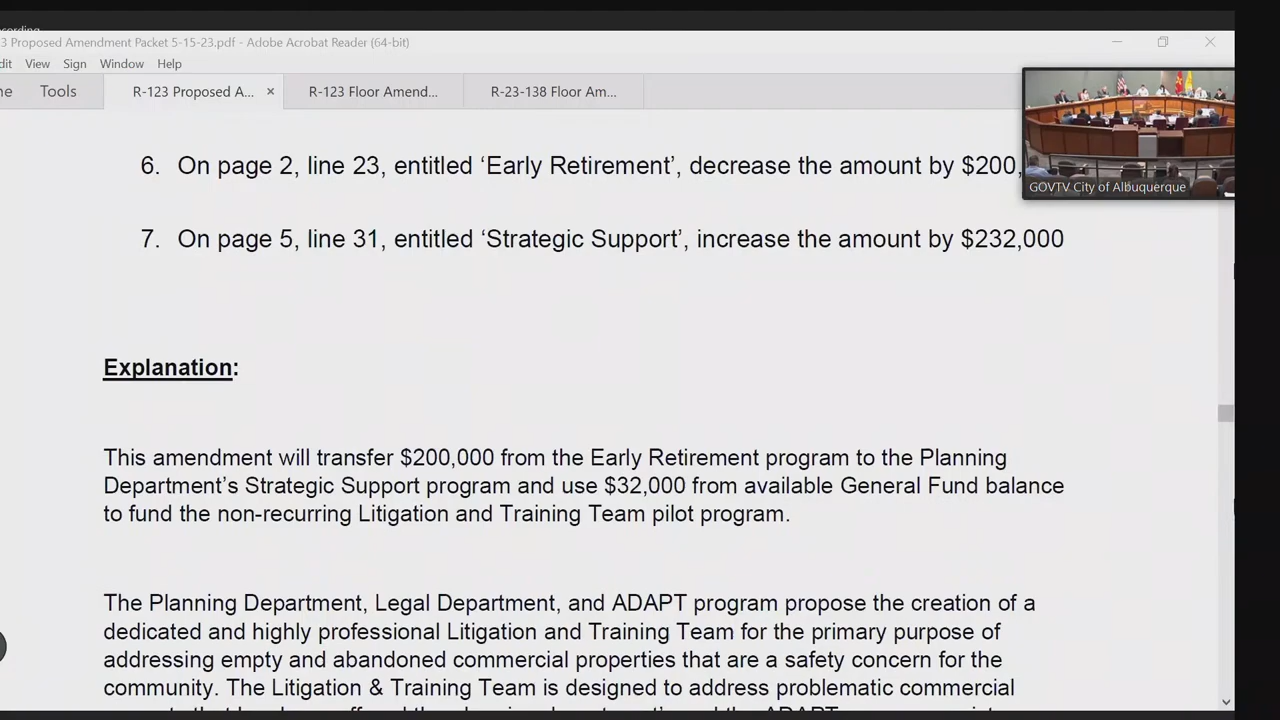 3 Proposed Amendment Packet 5-15-23.pdf - Adobe Acrobat Reader (64-bit)
View Sign Window Help
Tools R-123 Proposed A... × R-123 Floor Amend... R-23-138 Floor Am...
6. On page 2, line 23, entitled ‘Early Retirement’, decrease the amount by $200,
GOVTV City of Albuquerque
7. On page 5, line 31, entitled ‘Strategic Support’, increase the amount by $232,000
Explanation:
This amendment will transfer $200,000 from the Early Retirement program to the Planning
Department’s Strategic Support program and use $32,000 from available General Fund balance
to fund the non-recurring Litigation and Training Team pilot program.
The Planning Department, Legal Department, and ADAPT program propose the creation of a
dedicated and highly professional Litigation and Training Team for the primary purpose of
addressing empty and abandoned commercial properties that are a safety concern for the
community. The Litigation & Training Team is designed to address problematic commercial